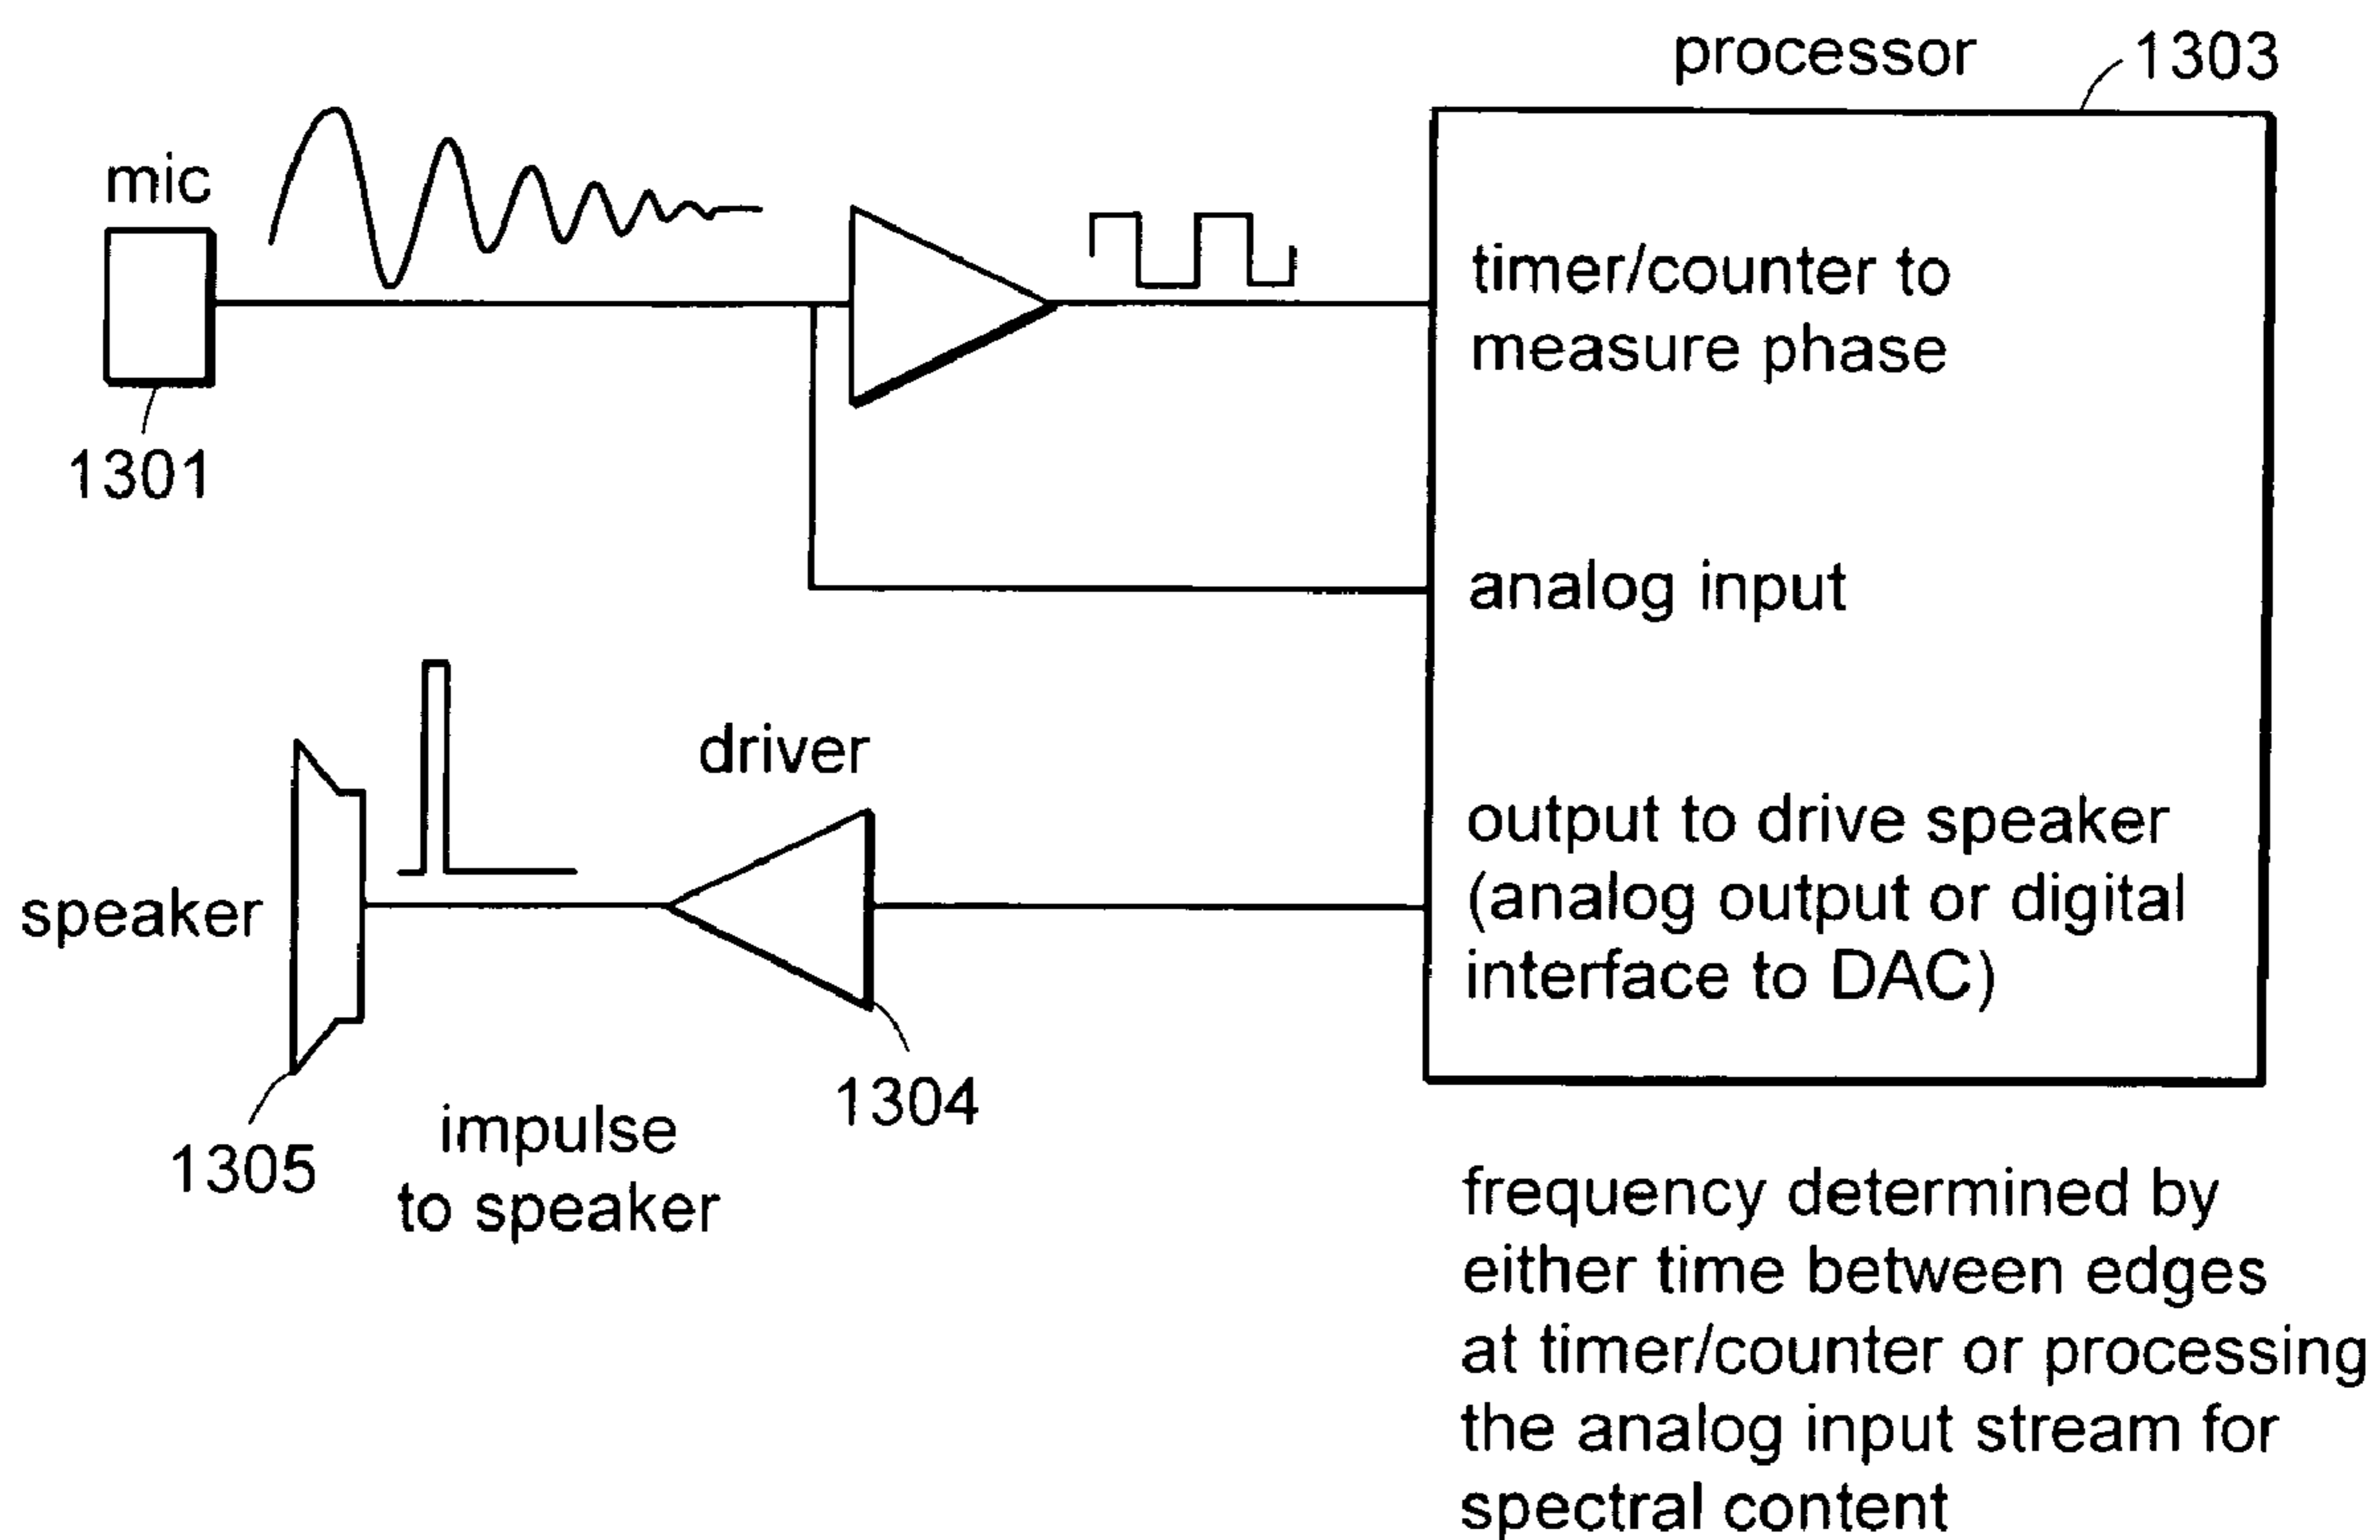 processor
1303
mic
1301
timer/counter to
measure phase
analog input
driver
1304
speaker
1305
impulse
to speaker
output to drive speaker
(analog output or digital
interface to DAC)
frequency determined by
either time between edges
at timer/counter or processing
the analog input stream for
spectral content